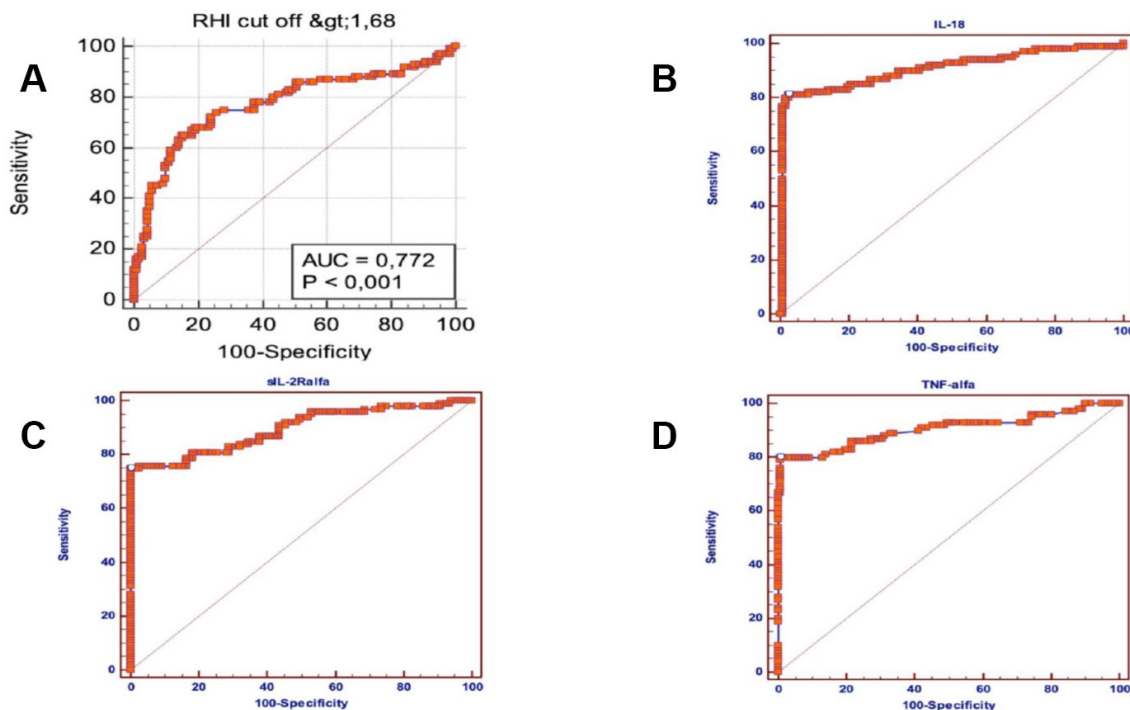 A
RHI cut off &gt;1,68
Sensitivity
100
80
60
40
20
0
AUC = 0,772
P < 0,001
0 20 40 60 80 100
100-Specificity
B
IL-18
Sensitivity
100
80
60
40
20
0
0 20 40 60 80 100
100-Specificity
C
sIL-2Ralfa
Sensitivity
100
80
60
40
20
0
0 20 40 60 80 100
100-Specificity
D
TNF-alfa
Sensitivity
100
80
60
40
20
0
0 20 40 60 80 100
100-Specificity